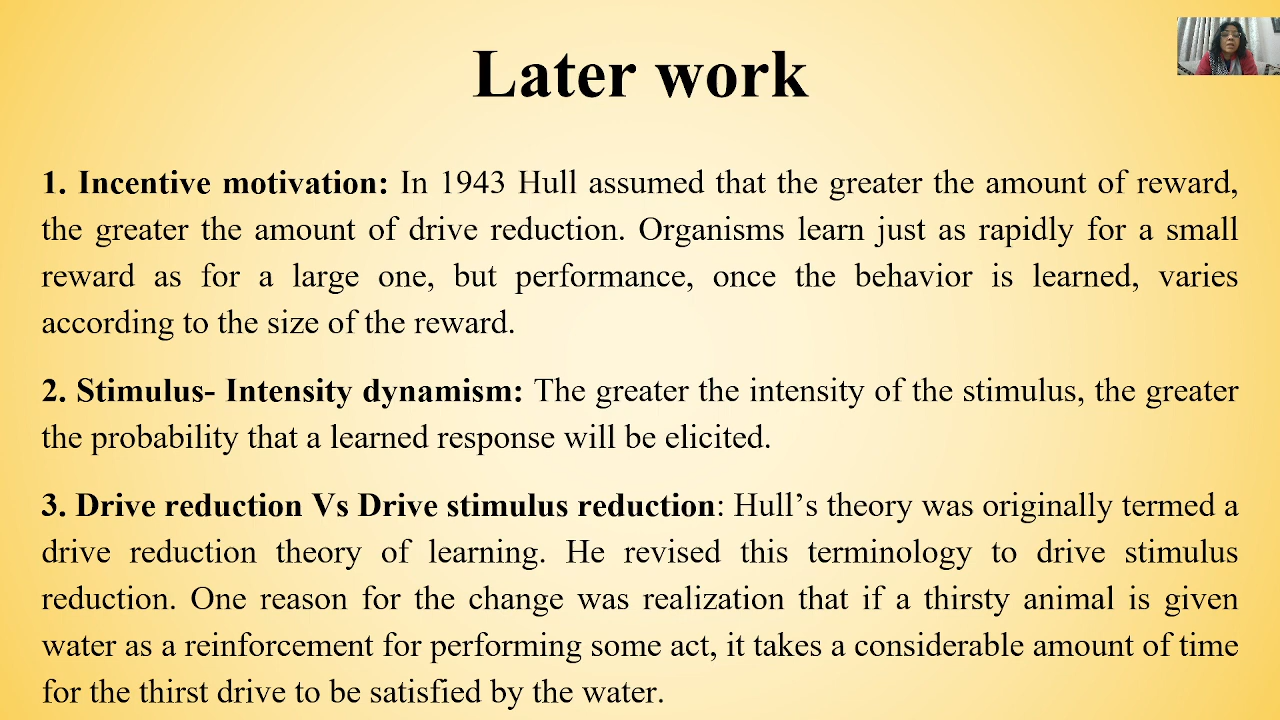 Later work
1. Incentive motivation: In 1943 Hull assumed that the greater the amount of reward,
the greater the amount of drive reduction. Organisms learn just as rapidly for a small
reward as for a large one, but performance, once the behavior is learned, varies
according to the size of the reward.
2. Stimulus- Intensity dynamism: The greater the intensity of the stimulus, the greater
the probability that a learned response will be elicited.
3. Drive reduction Vs Drive stimulus reduction: Hull’s theory was originally termed a
drive reduction theory of learning. He revised this terminology to drive stimulus
reduction. One reason for the change was realization that if a thirsty animal is given
water as a reinforcement for performing some act, it takes a considerable amount of time
for the thirst drive to be satisfied by the water.